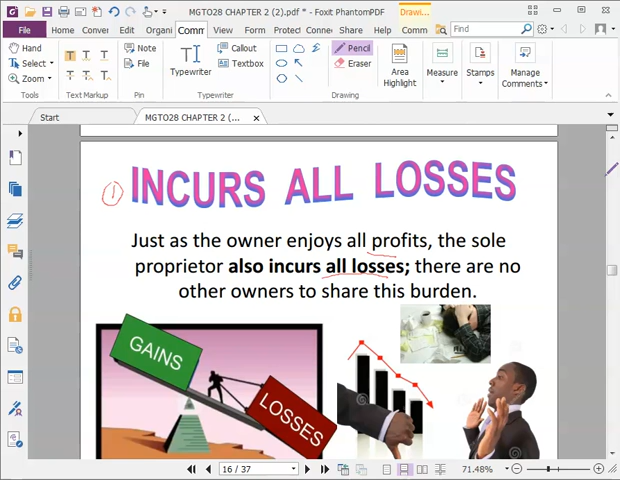 MGTO28 CHAPTER 2 (2).pdf * - Foxit PhantomPDF
Drawi...
File
Home
Conv
Edit
Organi
Comm
View
Form
Prote
Share
Acces
Help
Comm
Find
Hand
Select
Zoom
Tools
Text Markup
Note
File
Pin
Typewriter
Callout
Textbox
Typewriter
Pencil
Eraser
Drawing
Area
Highlight
Measure
Stamps
Manage
Comments
Start
MGTO28 CHAPTER 2 (...
1
INCURS ALL LOSSES
Just as the owner enjoys all profits, the sole
proprietor also incurs all losses; there are no
other owners to share this burden.
GAINS
LOSSES
16 / 37
71.48%